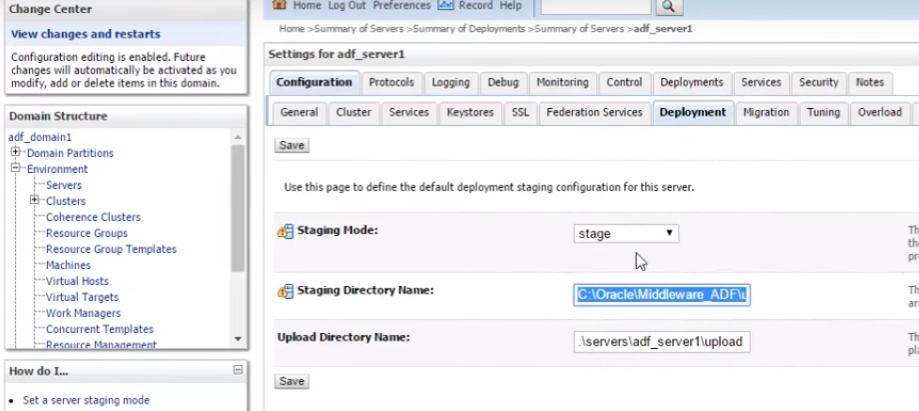 Change Center
View changes and restarts
Configuration editing is enabled. Future
changes will automatically be activated as you
modify, add or delete items in this domain.
Domain Structure
adf_domain1
Domain Partitions
Environment
Servers
Clusters
Coherence Clusters
Resource Groups
Resource Group Templates
Machines
Virtual Hosts
Virtual Targets
Work Managers
Concurrent Templates
Resource Management
How do I...
Set a server staging mode
Home Log Out Preferences Record Help
Home >Summary of Servers >Summary of Deployments >Summary of Servers >adf_server1
Settings for adf_server1
Configuration Protocols Logging Debug Monitoring Control Deployments Services Security Notes
General Cluster Services Keystores SSL Federation Services Deployment Migration Tuning Overload
Save
Use this page to define the default deployment staging configuration for this server.
Staging Mode: stage
Staging Directory Name: C:\Oracle\Middleware_ADF\u
Upload Directory Name: .\servers\adf_server1\upload
Save